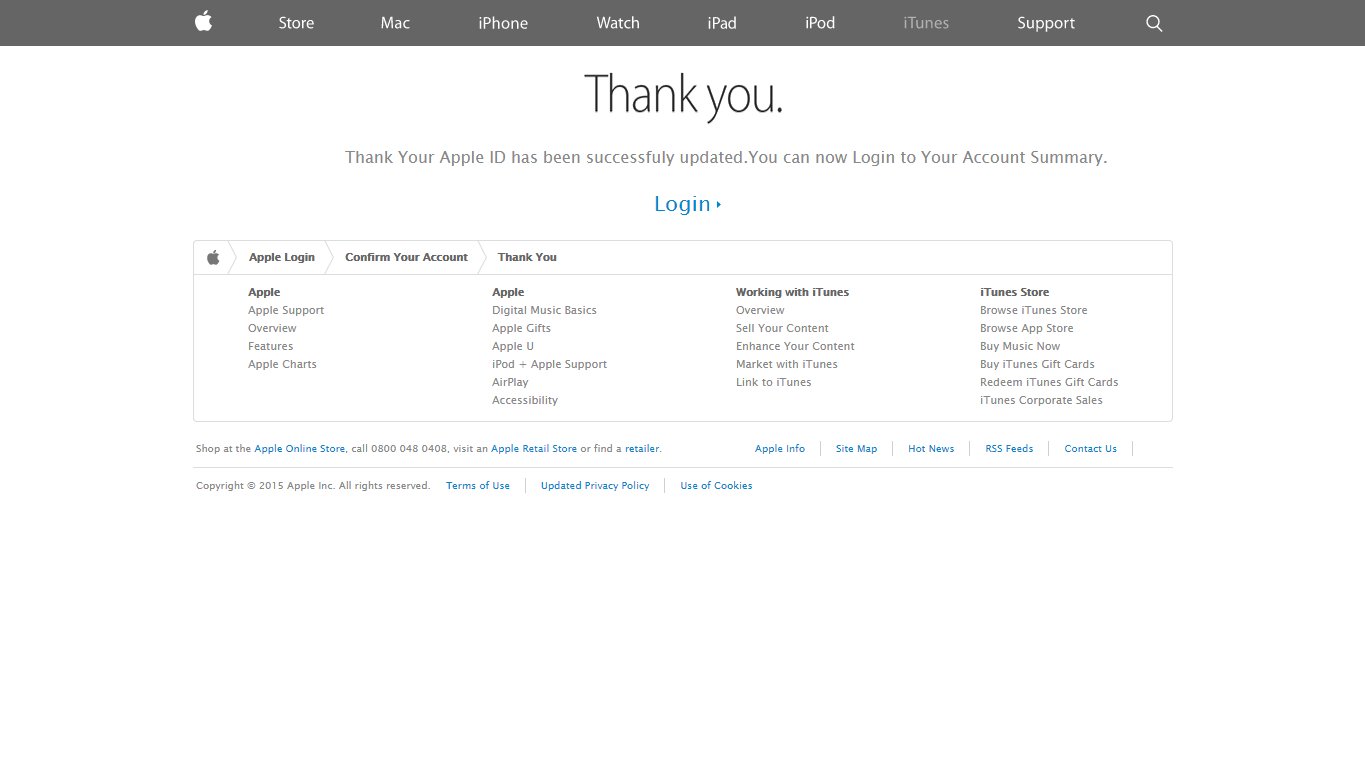 Store Mac iPhone Watch iPad iPod iTunes Support
Thank you.
Thank Your Apple ID has been successfuly updated.You can now Login to Your Account Summary.
Login
Apple Login Confirm Your Account Thank You
Apple
Apple Support
Overview
Features
Apple Charts
Apple
Digital Music Basics
Apple Gifts
Apple U
iPod + Apple Support
AirPlay
Accessibility
Working with iTunes
Overview
Sell Your Content
Enhance Your Content
Market with iTunes
Link to iTunes
iTunes Store
Browse iTunes Store
Browse App Store
Buy Music Now
Buy iTunes Gift Cards
Redeem iTunes Gift Cards
iTunes Corporate Sales
Shop at the Apple Online Store, call 0800 048 0408, visit an Apple Retail Store or find a retailer. Apple Info Site Map Hot News RSS Feeds Contact Us
Copyright © 2015 Apple Inc. All rights reserved. Terms of Use Updated Privacy Policy Use of Cookies